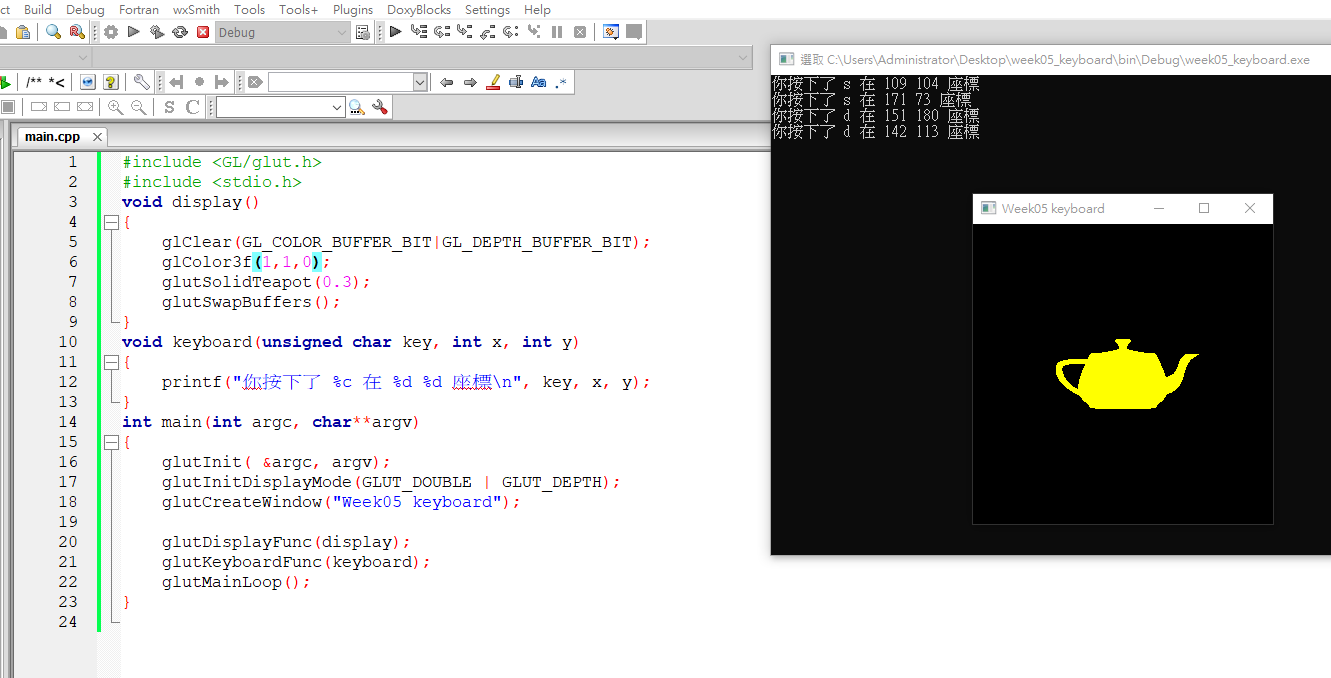 ct Build Debug Fortran wxSmith Tools Tools+ Plugins DoxyBlocks Settings Help
Debug
/** *<
Aa .*
S C
main.cpp
1 #include <GL/glut.h>
2 #include <stdio.h>
3 void display()
4 {
5 glClear(GL_COLOR_BUFFER_BIT|GL_DEPTH_BUFFER_BIT);
6 glColor3f(1,1,0);
7 glutSolidTeapot(0.3);
8 glutSwapBuffers();
9 }
10 void keyboard(unsigned char key, int x, int y)
11 {
12 printf("你按下了 %c 在 %d %d 座標\n", key, x, y);
13 }
14 int main(int argc, char**argv)
15 {
16 glutInit( &argc, argv);
17 glutInitDisplayMode(GLUT_DOUBLE | GLUT_DEPTH);
18 glutCreateWindow("Week05 keyboard");
19
20 glutDisplayFunc(display);
21 glutKeyboardFunc(keyboard);
22 glutMainLoop();
23 }
24
選取 C:\Users\Administrator\Desktop\week05_keyboard\bin\Debug\week05_keyboard.exe
你按下了 s 在 109 104 座標
你按下了 s 在 171 73 座標
你按下了 d 在 151 180 座標
你按下了 d 在 142 113 座標
Week05 keyboard